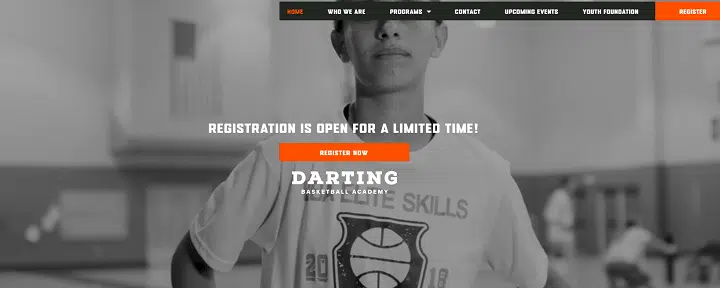 HOME WHO WE ARE PROGRAMS CONTACT UPCOMING EVENTS YOUTH FOUNDATION REGISTER
REGISTRATION IS OPEN FOR A LIMITED TIME!
REGISTER NOW
DARTING
BASKETBALL ACADEMY
ELITE SKILLS
20